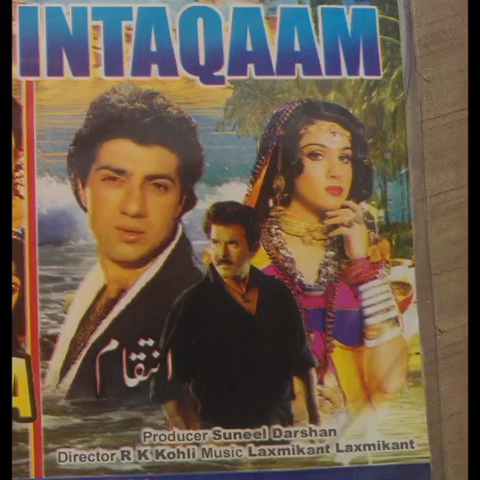 INTAQAAM
انتقام
A
Producer Suneel Darshan
Director R K Kohli Music Laxmikant Laxmikant